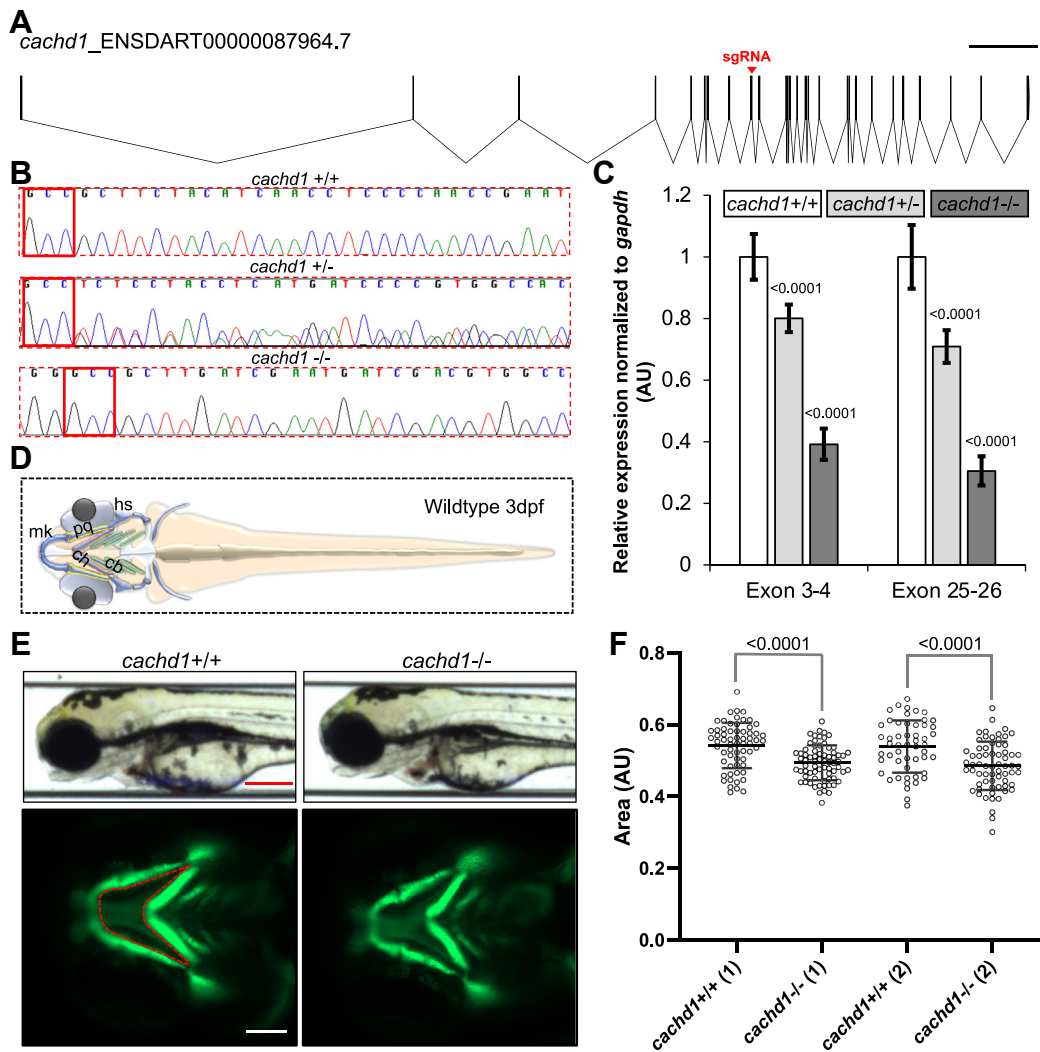 A
cachd1_ENSDART00000087964.7
sgRNA
B
cachd1 +/+
G C C G C T T C T A C A T C A A C C T C C C C A A C C G A A T
cachd1 +/-
G C C T C T C C T A C C T C A T G A T C C C C G T G G C C A C
cachd1 -/-
G G G C C G C T T G A T C G A A T G A T C G A C G T G G C C
C
Relative expression normalized to gapdh
(AU)
1.2
1
0.8
0.6
0.4
0.2
0
cachd1+/+
cachd1+/-
cachd1-/-
<0.0001
<0.0001
<0.0001
<0.0001
Exon 3-4
Exon 25-26
D
Wildtype 3dpf
mk
pq
hs
ch
cb
E
cachd1+/+
cachd1-/-
F
<0.0001
<0.0001
Area (AU)
0.8
0.6
0.4
0.2
0.0
cachd1+/+ (1)
cachd1-/- (1)
cachd1+/+ (2)
cachd1-/- (2)